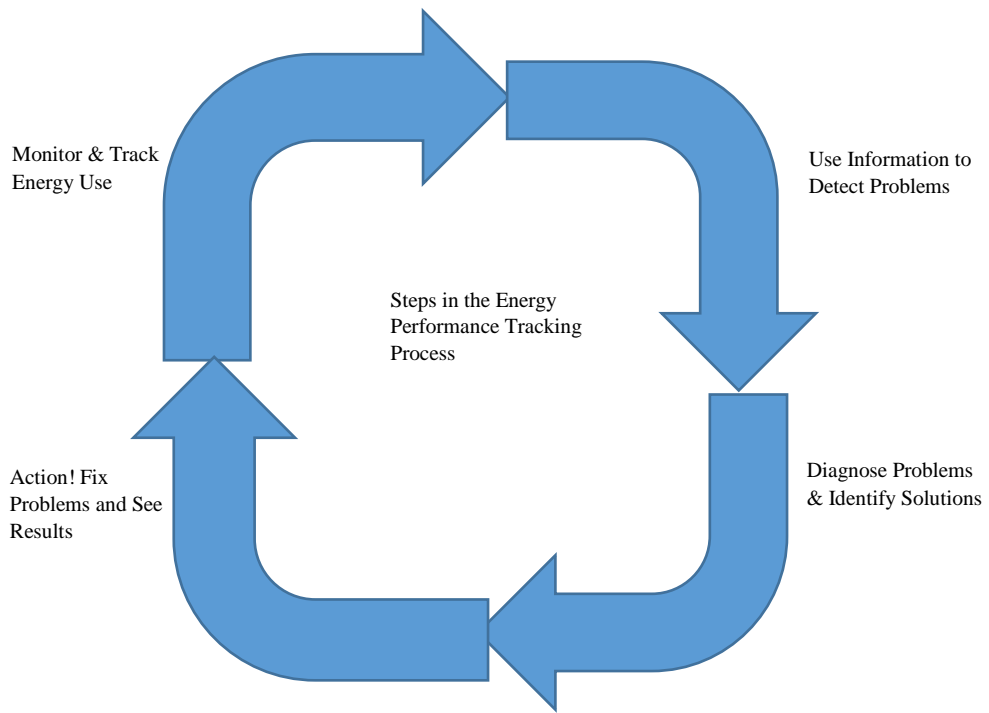 Monitor & Track
Energy Use
Use Information to
Detect Problems
Steps in the Energy
Performance Tracking
Process
Diagnose Problems
& Identify Solutions
Action! Fix
Problems and See
Results